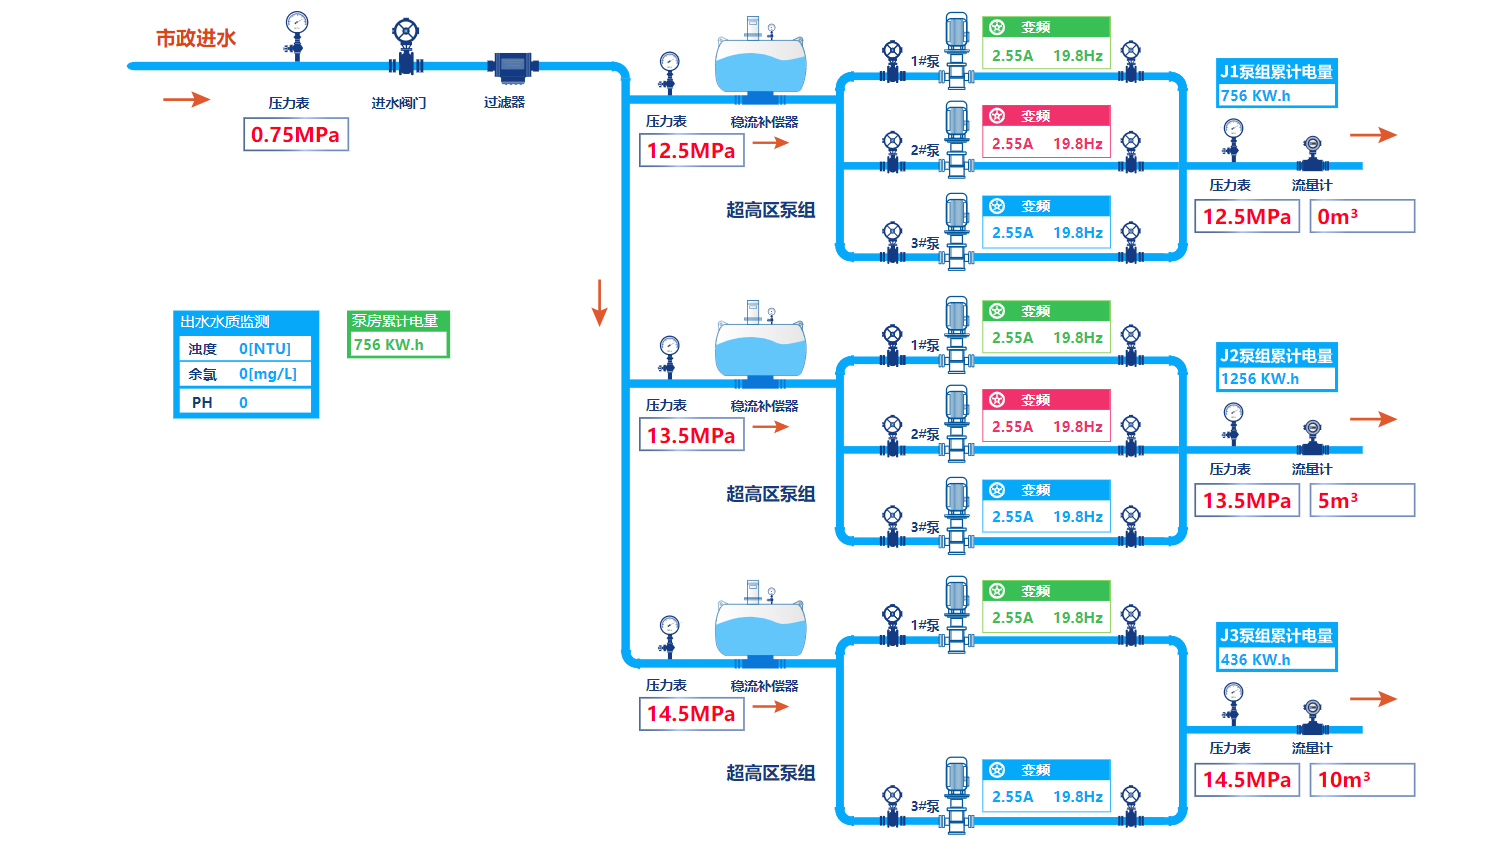 市政进水
压力表
0.75MPa
进水阀门
过滤器
压力表
12.5MPa
稳流补偿器
超高区泵组
1#泵
变频
2.55A 19.8Hz
2#泵
变频
2.55A 19.8Hz
3#泵
变频
2.55A 19.8Hz
J1泵组累计电量
756 KW.h
压力表
12.5MPa
流量计
0m³
出水水质监测
浊度 0[NTU]
余氯 0[mg/L]
PH 0
泵房累计电量
756 KW.h
压力表
13.5MPa
稳流补偿器
超高区泵组
1#泵
变频
2.55A 19.8Hz
2#泵
变频
2.55A 19.8Hz
3#泵
变频
2.55A 19.8Hz
J2泵组累计电量
1256 KW.h
压力表
13.5MPa
流量计
5m³
压力表
14.5MPa
稳流补偿器
超高区泵组
1#泵
变频
2.55A 19.8Hz
3#泵
变频
2.55A 19.8Hz
J3泵组累计电量
436 KW.h
压力表
14.5MPa
流量计
10m³